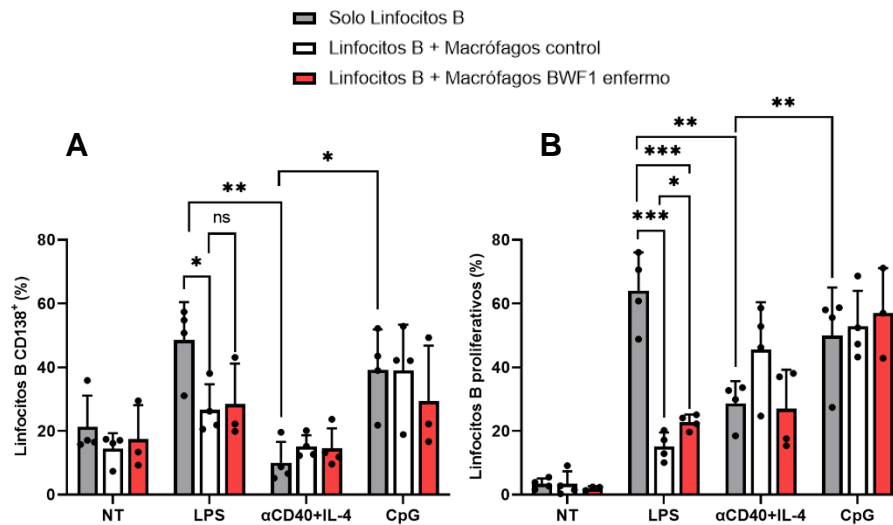 Solo Linfocitos B
Linfocitos B + Macrófagos control
Linfocitos B + Macrófagos BWF1 enfermo
A
Linfocitos B CD138⁺ (%)
80
60
40
20
0
*
ns
**
*
NT
LPS
αCD40+IL-4
CpG
B
Linfocitos B proliferativos (%)
80
60
40
20
0
***
*
***
**
**
NT
LPS
αCD40+IL-4
CpG